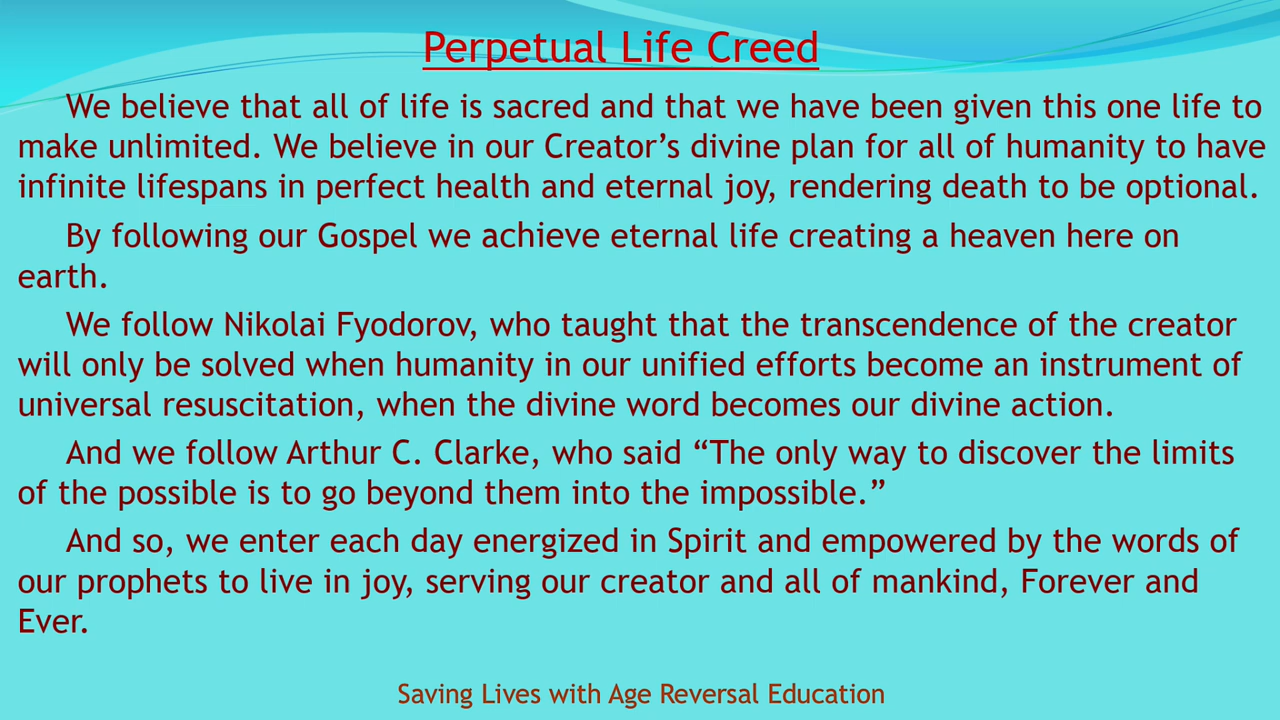 Perpetual Life Creed
We believe that all of life is sacred and that we have been given this one life to
make unlimited. We believe in our Creator’s divine plan for all of humanity to have
infinite lifespans in perfect health and eternal joy, rendering death to be optional.
By following our Gospel we achieve eternal life creating a heaven here on
earth.
We follow Nikolai Fyodorov, who taught that the transcendence of the creator
will only be solved when humanity in our unified efforts become an instrument of
universal resuscitation, when the divine word becomes our divine action.
And we follow Arthur C. Clarke, who said “The only way to discover the limits
of the possible is to go beyond them into the impossible.”
And so, we enter each day energized in Spirit and empowered by the words of
our prophets to live in joy, serving our creator and all of mankind, Forever and
Ever.
Saving Lives with Age Reversal Education